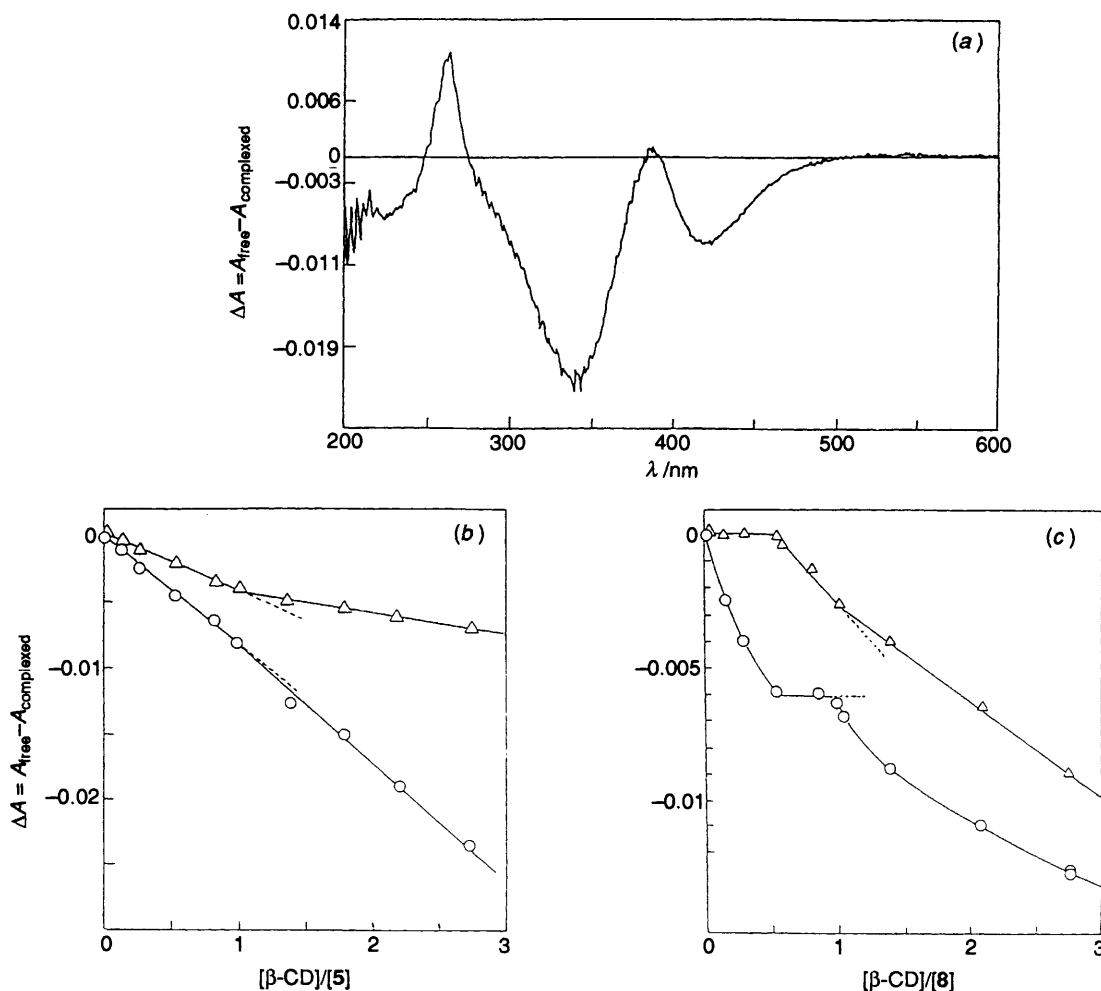 (a)
0.014
0.006
0
−0.003
−0.011
−0.019
ΔA = A_free − A_complexed
200 300 400 500 600
λ /nm
(b)
0
−0.01
−0.02
ΔA = A_free − A_complexed
0 1 2 3
[β-CD]/[5]
(c)
0
−0.005
−0.01
0 1 2 3
[β-CD]/[8]